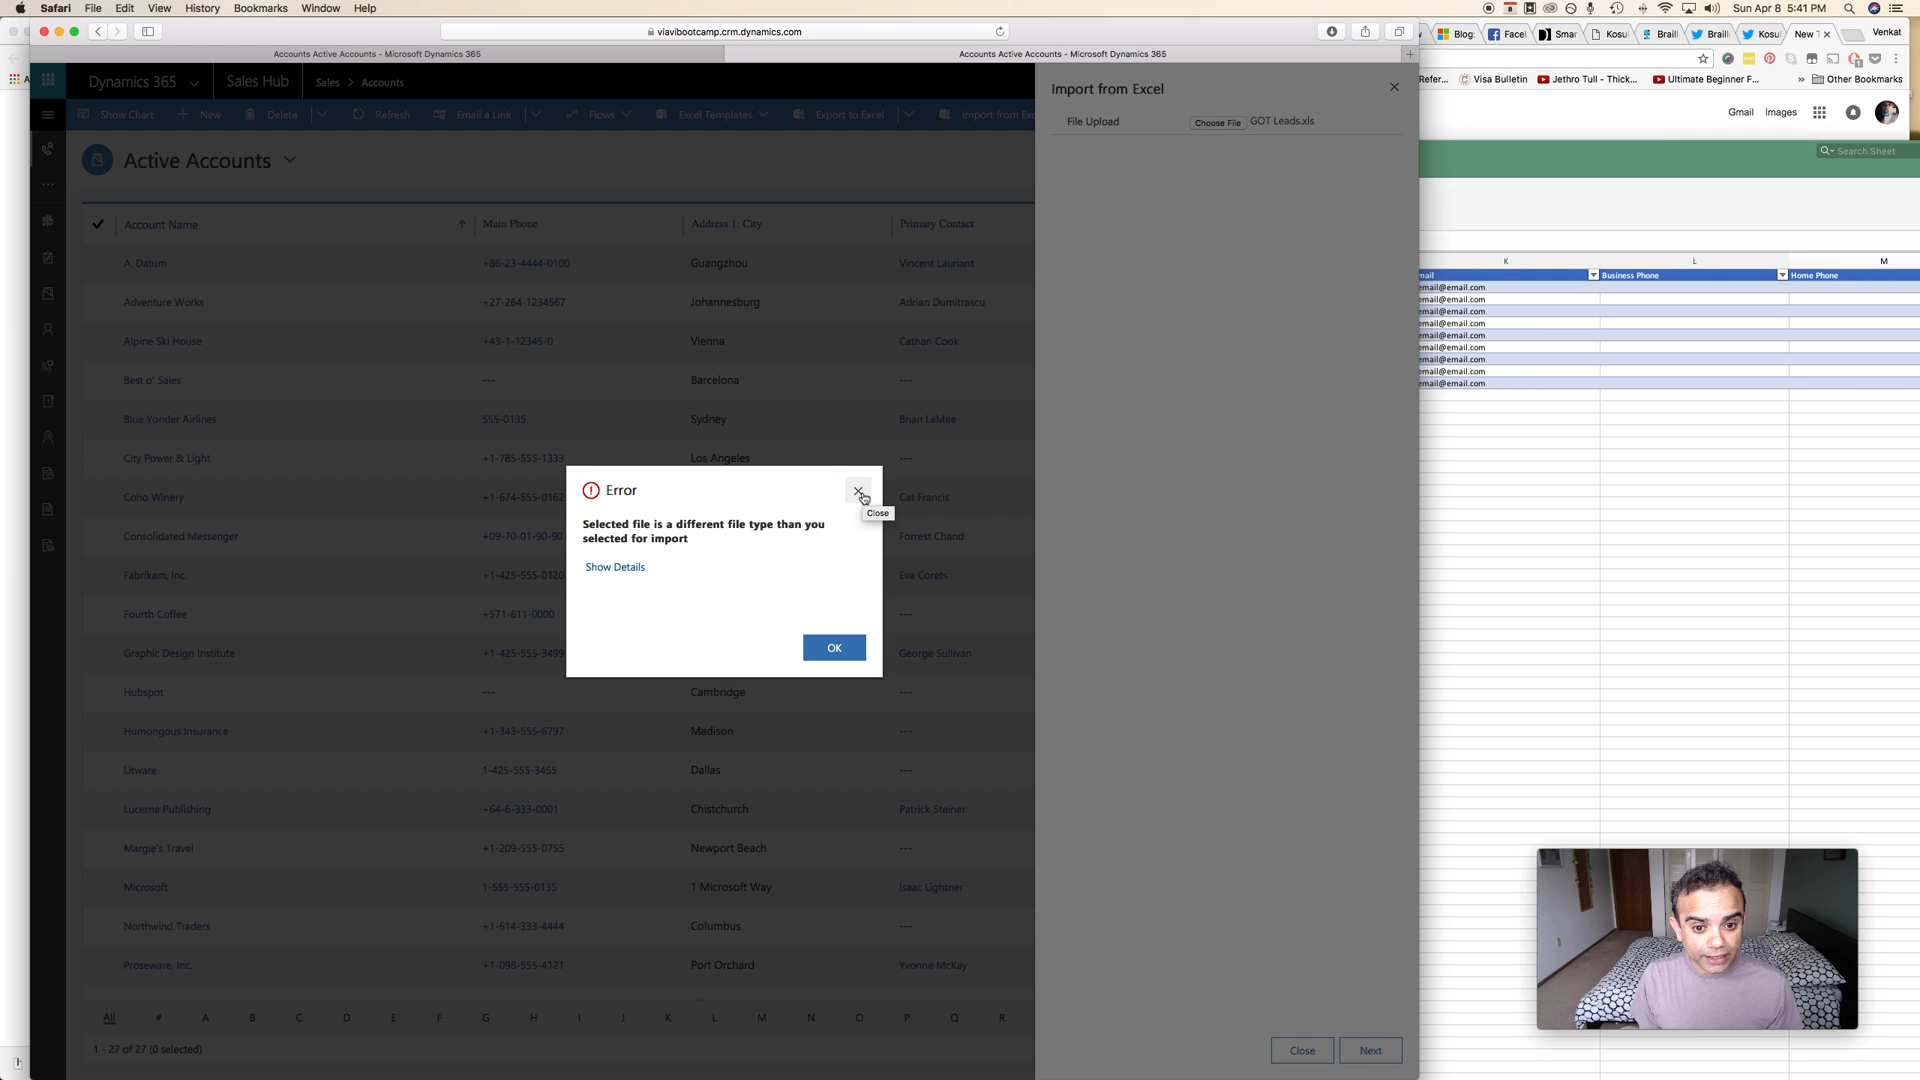 Safari File Edit View History Bookmarks Window Help
Sun Apr 8 5:41 PM
viavibootcamp.crm.dynamics.com
Accounts Active Accounts - Microsoft Dynamics 365
Accounts Active Accounts - Microsoft Dynamics 365
Blog: Facel Smar Kosul Braill Braill Kosul New T Venkat
Refer... Visa Bulletin Jethro Tull - Thick... Ultimate Beginner F... » Other Bookmarks
Gmail Images
Dynamics 365 Sales Hub Sales > Accounts
Show Chart New Delete Refresh Email a Link Flows Excel Templates Export to Excel Import from Exc
Active Accounts
Account Name Main Phone Address 1: City Primary Contact
A. Datum +86-23-4444-0100 Guangzhou Vincent Lauriant
Adventure Works +27-264-1234567 Johannesburg Adrian Dumitrascu
Alpine Ski House +43-1-12345-0 Vienna Cathan Cook
Best o' Sales --- Barcelona ---
Blue Yonder Airlines 555-0135 Sydney Brian LaMee
City Power & Light +1-785-555-1333 Los Angeles
Coho Winery +1-674-555-0162 Cat Francis
Consolidated Messenger +09-70-01-90-90 Forrest Chand
Fabrikam, Inc. +1-425-555-0120 Eva Corets
Fourth Coffee +571-611-0000 ---
Graphic Design Institute +1-425-555-3499 George Sullivan
Hubspot --- Cambridge ---
Humongous Insurance +1-343-555-6797 Madison ---
Litware 1-425-555-3455 Dallas ---
Lucerne Publishing +64-6-333-0001 Chistchurch Patrick Steiner
Margie's Travel +1-209-555-0755 Newport Beach ---
Microsoft 1-555-555-0135 1 Microsoft Way Isaac Lightner
Northwind Traders +1-614-333-4444 Columbus ---
Proseware, Inc. +1-098-555-4121 Port Orchard Yvonne McKay
All # A B C D E F G H I J K L M N O P Q R
1 - 27 of 27 (0 selected)
Import from Excel
File Upload Choose File GOT Leads.xls
Error
Close
Selected file is a different file type than you
selected for import
Show Details
OK
Close Next
Search Sheet
K L M
mail Business Phone Home Phone
email@email.com
email@email.com
email@email.com
email@email.com
email@email.com
email@email.com
email@email.com
email@email.com
email@email.com